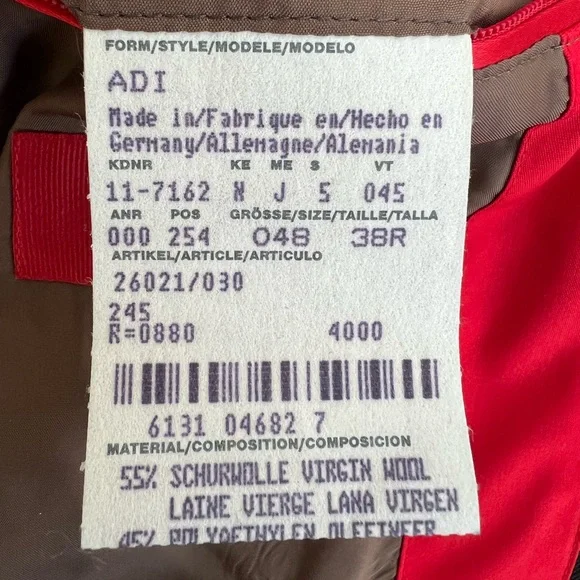 FORM/STYLE/MODELE/MODELO
ADI
Made in/Fabrique en/Hecho en
Germany/Allemagne/Alemania
KDNR KE ME S VT
11-7162 N J S 045
ANR POS GRÖSSE/SIZE/TAILLE/TALLA
000 254 048 38R
ARTIKEL/ARTICLE/ARTICULO
26021/030
245
R=0880 4000
6131 04682 7
MATERIAL/COMPOSITION/COMPOSICION
55% SCHURWOLLE VIRGIN WOOL
LAINE VIERGE LANA VIRGEN
45%